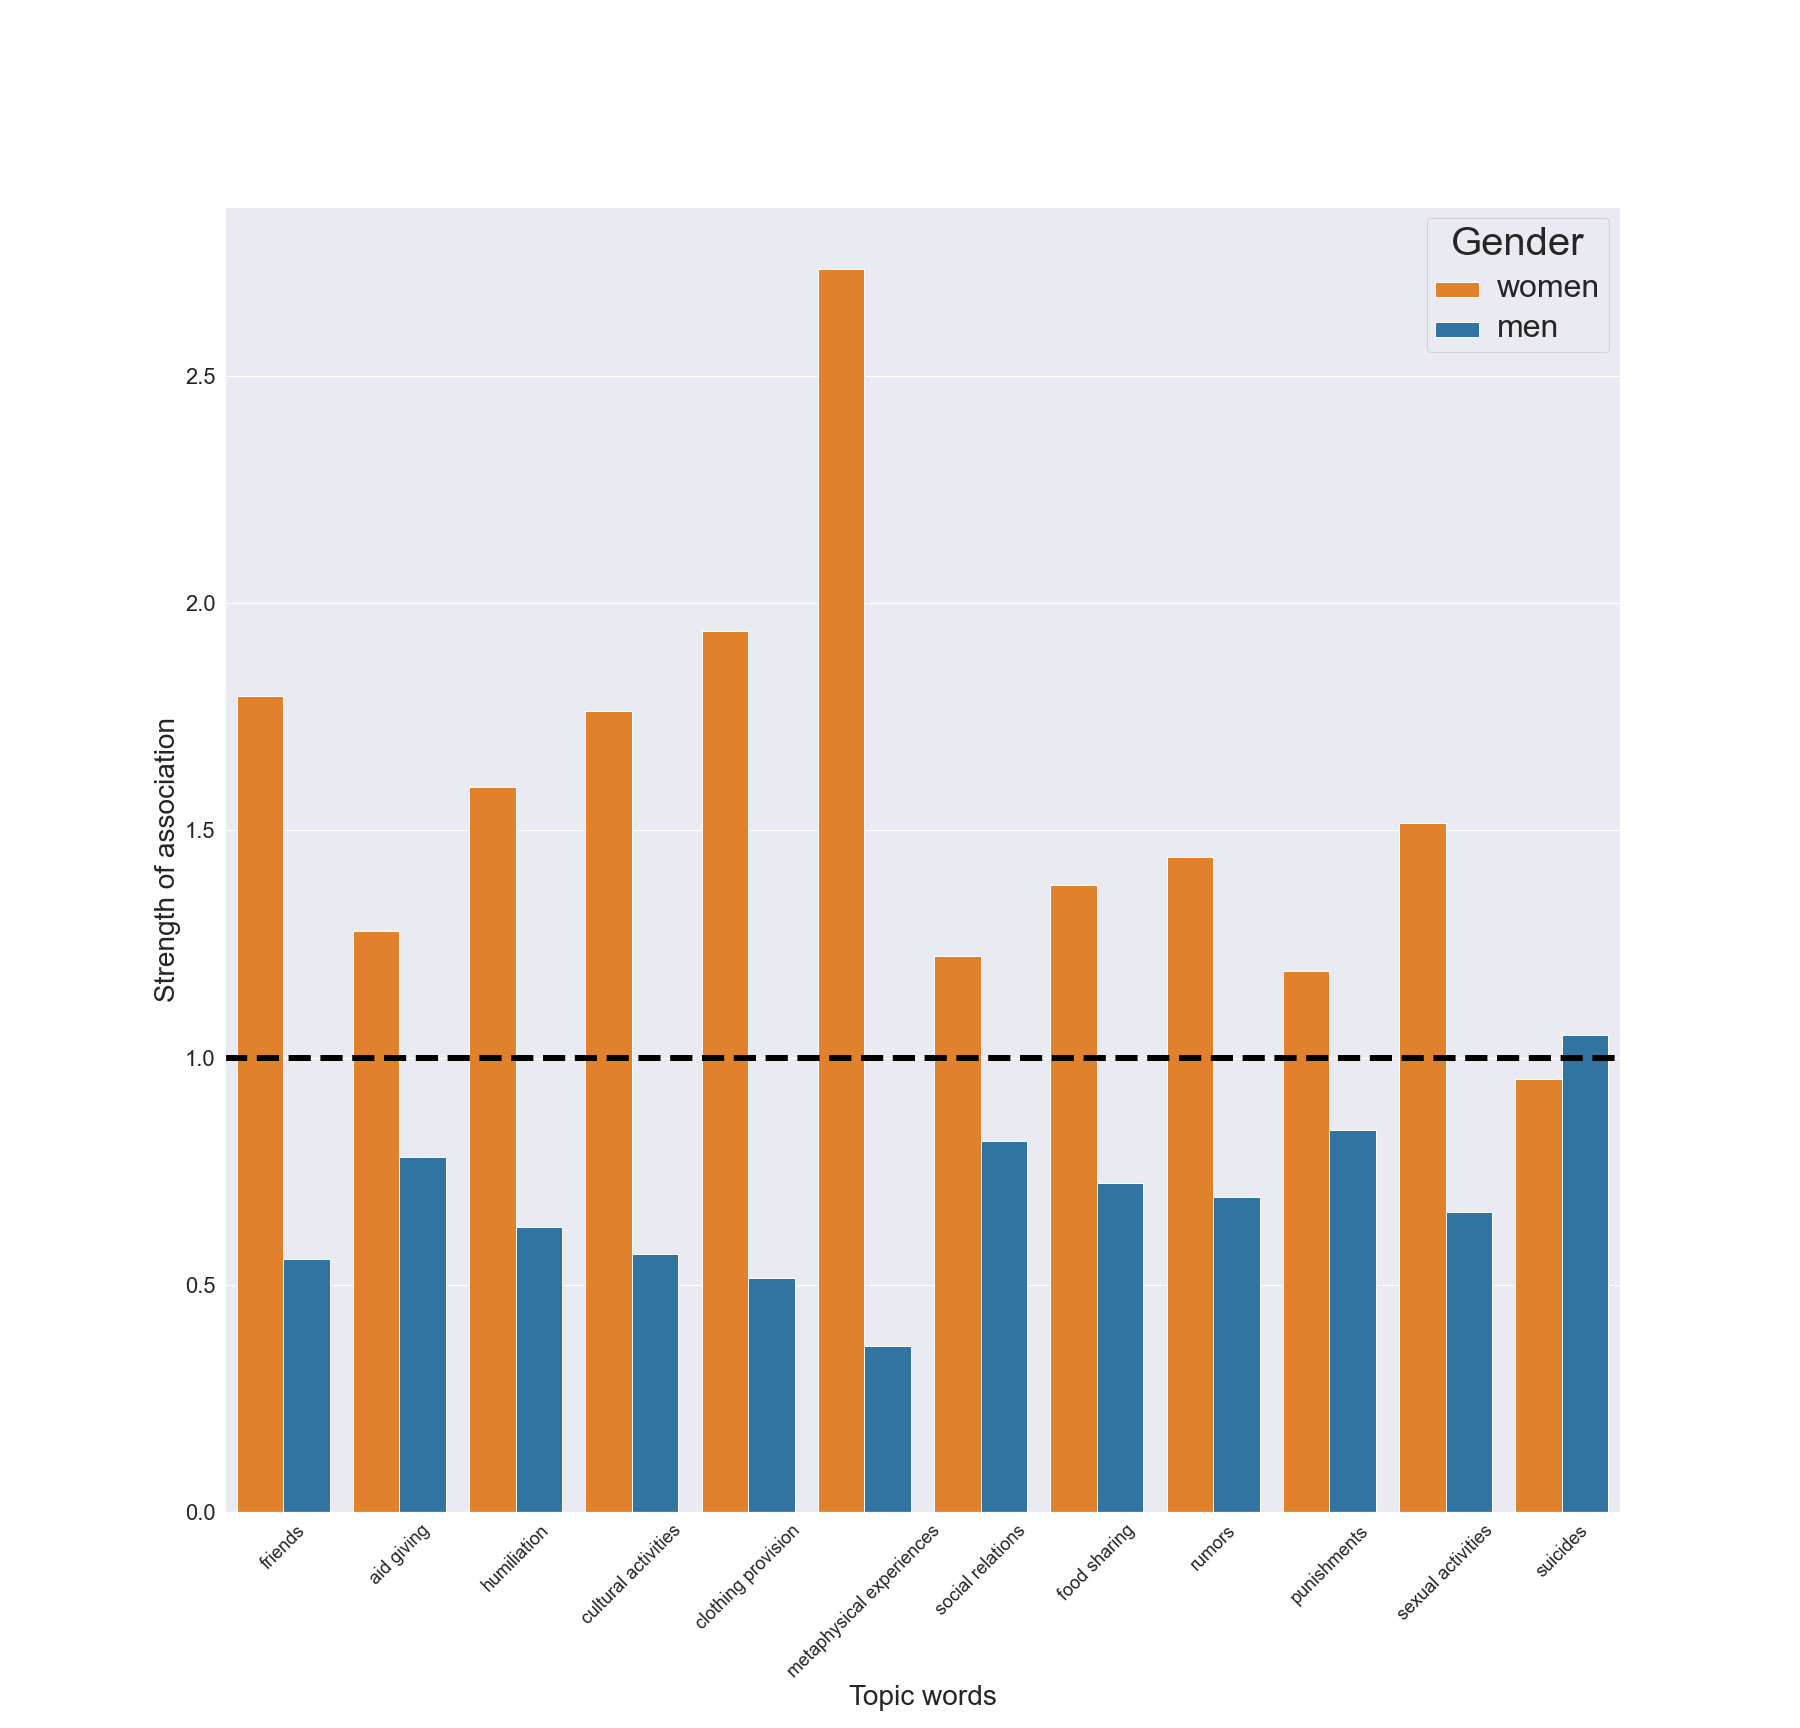 Gender
women
men
2.5
2.0
1.5
1.0
0.5
0.0
Strength of association
friends
aid giving
humiliation
cultural activities
clothing provision
metaphysical experiences
social relations
food sharing
rumors
punishments
sexual activities
suicides
Topic words